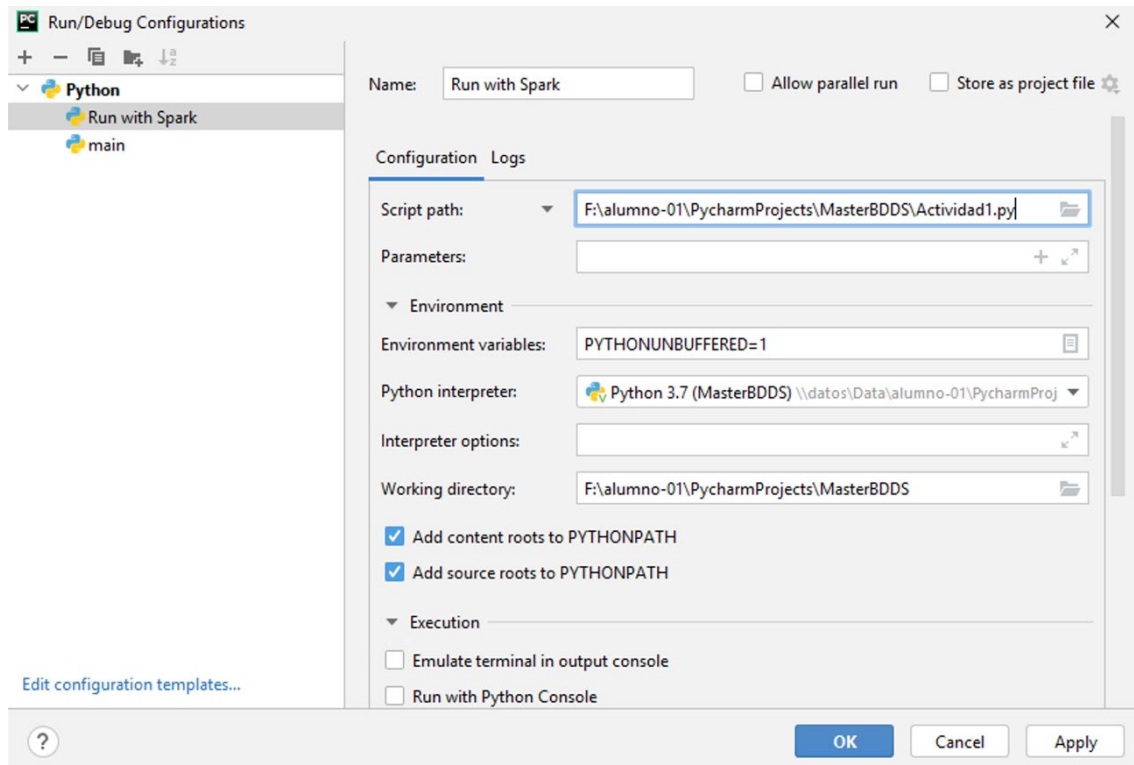 PC Run/Debug Configurations
Python
Run with Spark
main
Edit configuration templates...
Name: Run with Spark Allow parallel run Store as project file
Configuration Logs
Script path: F:\alumno-01\PycharmProjects\MasterBDDS\Actividad1.py
Parameters:
Environment
Environment variables: PYTHONUNBUFFERED=1
Python interpreter: Python 3.7 (MasterBDDS) \\datos\Data\alumno-01\PycharmProj
Interpreter options:
Working directory: F:\alumno-01\PycharmProjects\MasterBDDS
Add content roots to PYTHONPATH
Add source roots to PYTHONPATH
Execution
Emulate terminal in output console
Run with Python Console
? OK Cancel Apply